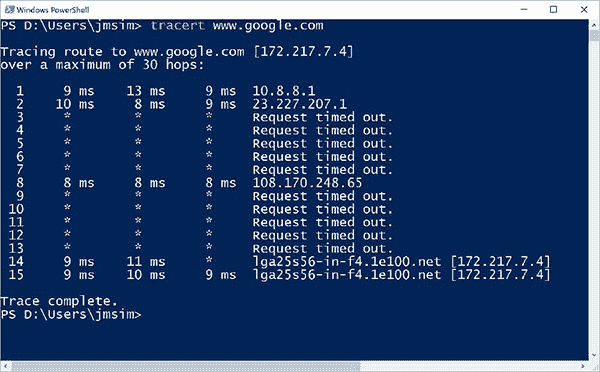 Windows PowerShell
PS D:\Users\jmsim> tracert www.google.com
Tracing route to www.google.com [172.217.7.4]
over a maximum of 30 hops:
1 9 ms 13 ms 9 ms 10.8.8.1
2 10 ms 8 ms 9 ms 23.227.207.1
3 * * * Request timed out.
4 * * * Request timed out.
5 * * * Request timed out.
6 * * * Request timed out.
7 * * * Request timed out.
8 8 ms 8 ms 8 ms 108.170.248.65
9 * * * Request timed out.
10 * * * Request timed out.
11 * * * Request timed out.
12 * * * Request timed out.
13 * * * Request timed out.
14 9 ms 11 ms * lga25s56-in-f4.1e100.net [172.217.7.4]
15 9 ms 10 ms 9 ms lga25s56-in-f4.1e100.net [172.217.7.4]
Trace complete.
PS D:\Users\jmsim>